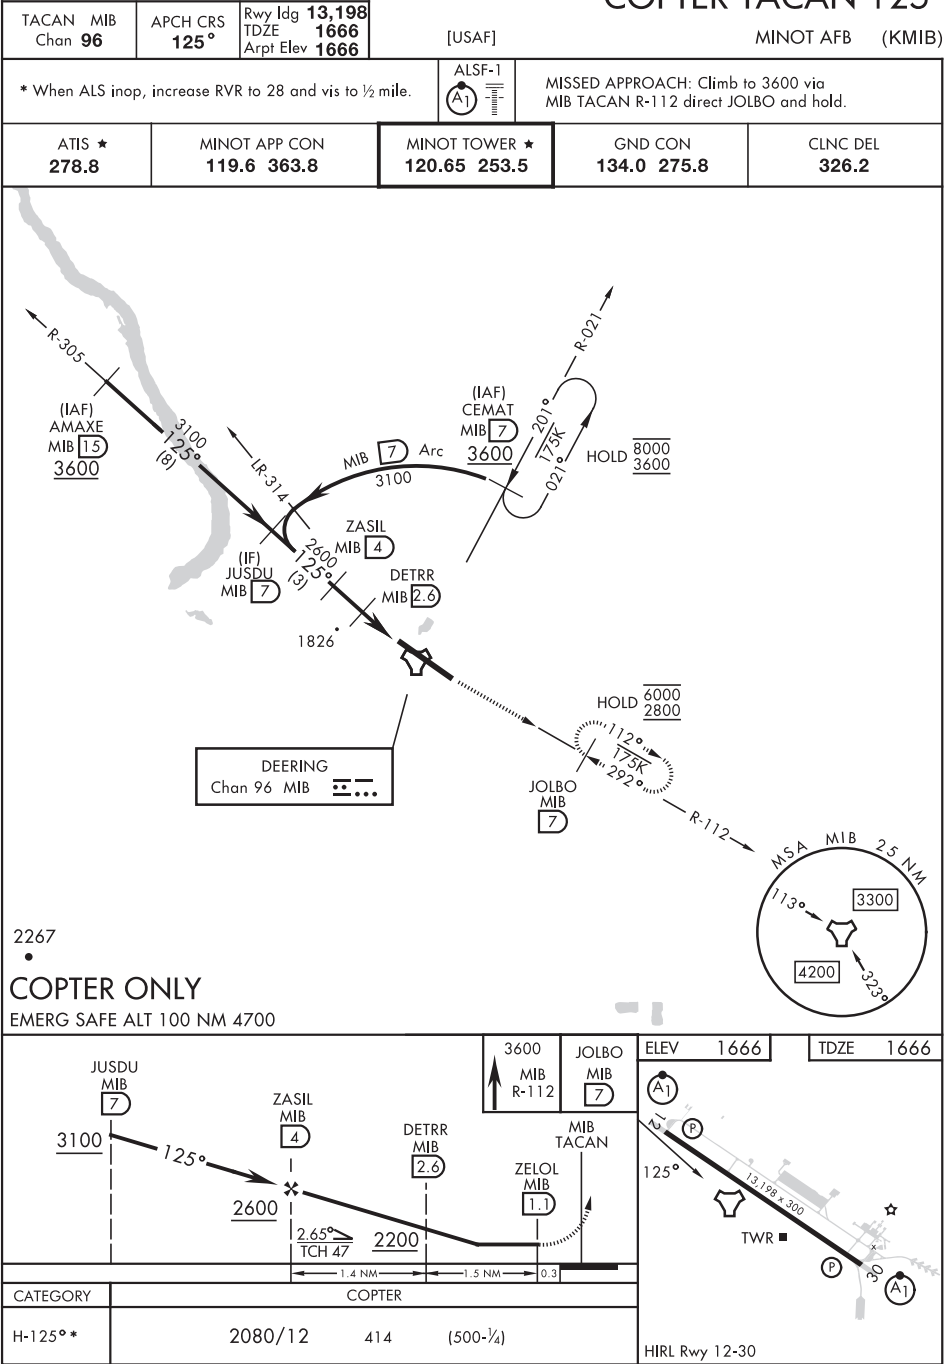 COPTER TACAN 125°
TACAN MIB
Chan 96
APCH CRS
125°
Rwy ldg 13,198
TDZE 1666
Arpt Elev 1666
[USAF]
MINOT AFB (KMIB)
* When ALS inop, increase RVR to 28 and vis to ½ mile.
ALSF-1
A1
MISSED APPROACH: Climb to 3600 via
MIB TACAN R-112 direct JOLBO and hold.
ATIS ★
278.8
MINOT APP CON
119.6 363.8
MINOT TOWER ★
120.65 253.5
GND CON
134.0 275.8
CLNC DEL
326.2
R-305
(IAF)
AMAXE
MIB 15
3600
3100
125°
(8)
LR-314
MIB 7 Arc
3100
(IAF)
CEMAT
MIB 7
3600
R-021
201°
175K
021°
HOLD 8000
3600
(IF)
JUSDU
MIB 7
2600
125°
(3)
ZASIL
MIB 4
DETRR
MIB 2.6
1826
DEERING
Chan 96 MIB
HOLD 6000
2800
112°
175K
292°
JOLBO
MIB
7
R-112
MSA MIB 25 NM
113°
3300
4200
323°
2267
COPTER ONLY
EMERG SAFE ALT 100 NM 4700
JUSDU
MIB
7
3100
125°
ZASIL
MIB
4
2600
2.65°
TCH 47
DETRR
MIB
2.6
2200
ZELOL
MIB
1.1
MIB
TACAN
3600
MIB
R-112
JOLBO
MIB
7
1.4 NM
1.5 NM
0.3
ELEV 1666
TDZE 1666
A1
12
P
125°
13,198 x 300
TWR
x
P
30
A1
HIRL Rwy 12-30
CATEGORY
COPTER
H-125° *
2080/12 414 (500-¼)